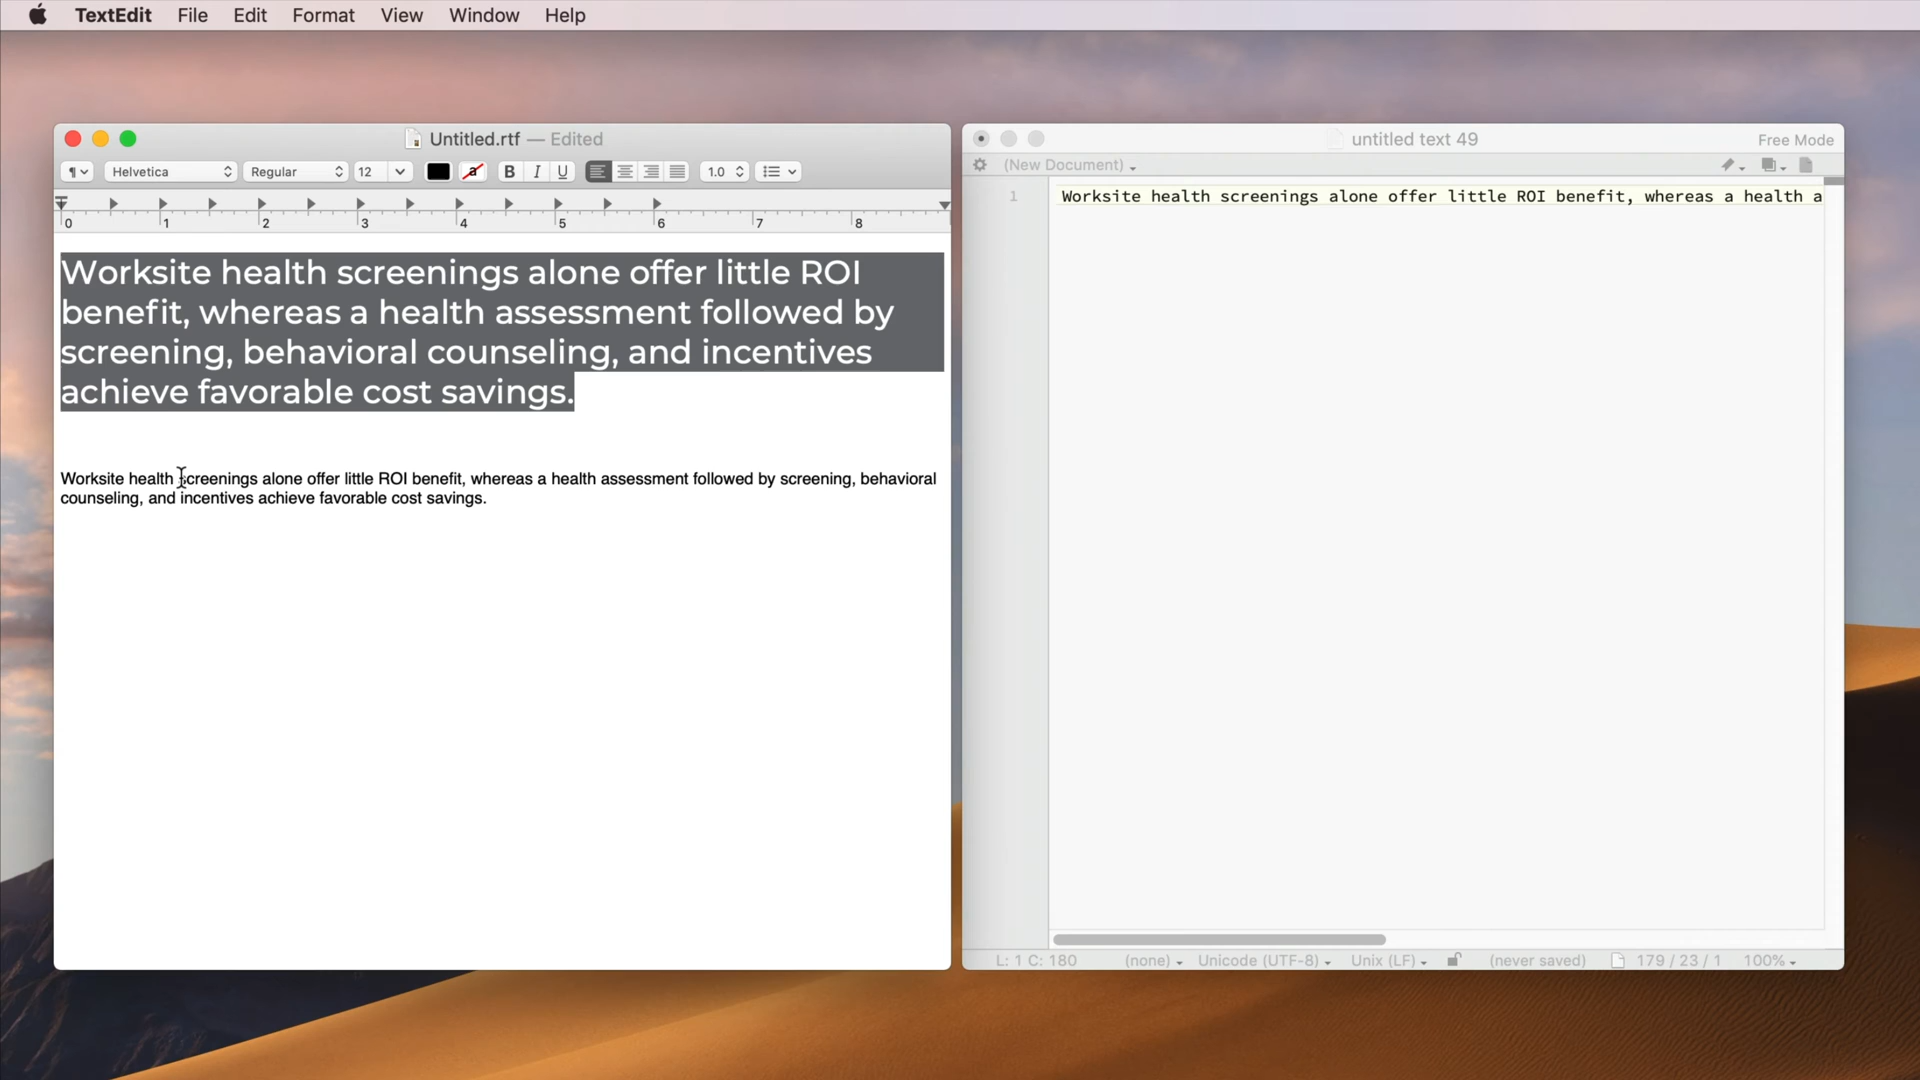 TextEdit File Edit Format View Window Help
Untitled.rtf — Edited
Helvetica Regular 12 a B I U 1.0
0 1 2 3 4 5 6 7 8
Worksite health screenings alone offer little ROI
benefit, whereas a health assessment followed by
screening, behavioral counseling, and incentives
achieve favorable cost savings.
Worksite health screenings alone offer little ROI benefit, whereas a health assessment followed by screening, behavioral
counseling, and incentives achieve favorable cost savings.
untitled text 49 Free Mode
(New Document)
1 Worksite health screenings alone offer little ROI benefit, whereas a health a
L: 1 C: 180 (none) Unicode (UTF-8) Unix (LF) (never saved) 179 / 23 / 1 100%